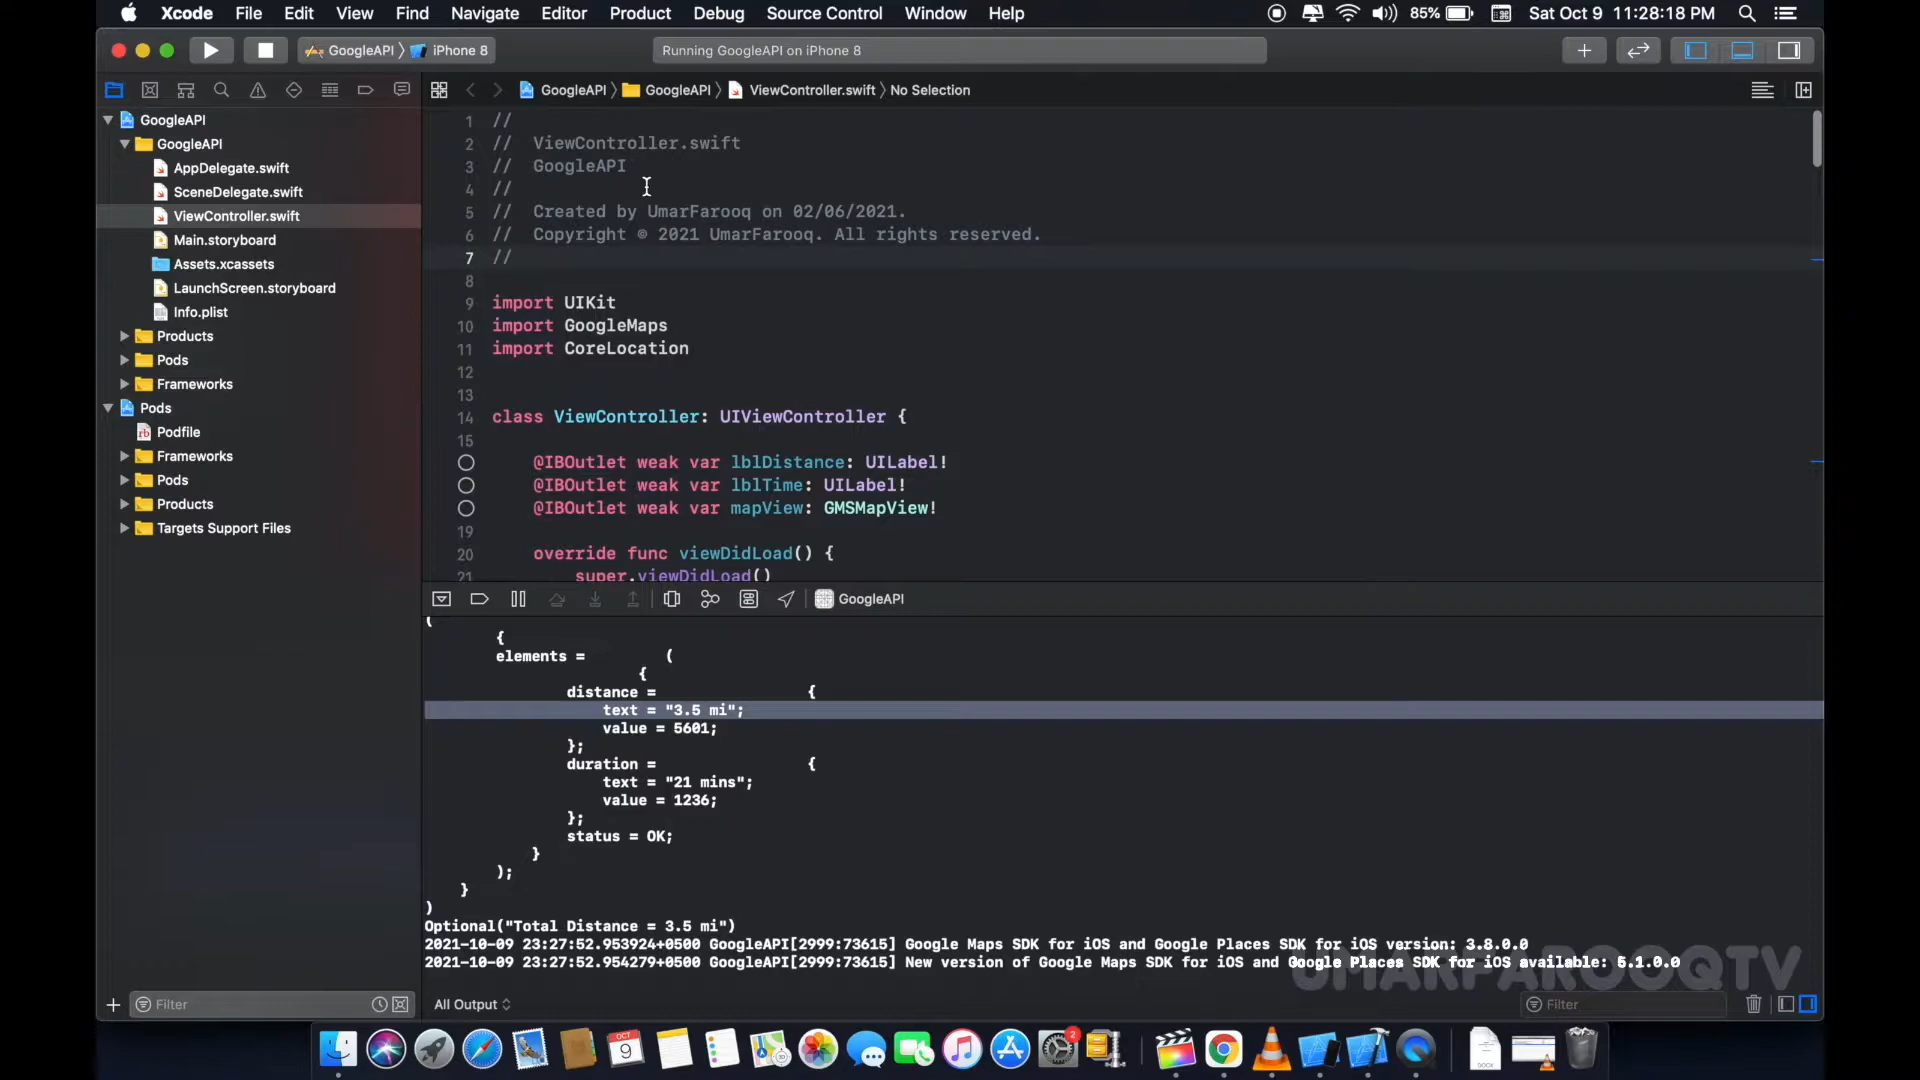 Xcode File Edit View Find Navigate Editor Product Debug Source Control Window Help 85% Sat Oct 9 11:28:18 PM
GoogleAPI iPhone 8 Running GoogleAPI on iPhone 8
GoogleAPI GoogleAPI ViewController.swift No Selection
GoogleAPI
GoogleAPI
AppDelegate.swift
SceneDelegate.swift
ViewController.swift
Main.storyboard
Assets.xcassets
LaunchScreen.storyboard
Info.plist
Products
Pods
Frameworks
Pods
Podfile
Frameworks
Pods
Products
Targets Support Files
Filter
1 //
2 // ViewController.swift
3 // GoogleAPI
4 //
5 // Created by UmarFarooq on 02/06/2021.
6 // Copyright © 2021 UmarFarooq. All rights reserved.
7 //
8
9 import UIKit
10 import GoogleMaps
11 import CoreLocation
12
13
14 class ViewController: UIViewController {
15
@IBOutlet weak var lblDistance: UILabel!
@IBOutlet weak var lblTime: UILabel!
@IBOutlet weak var mapView: GMSMapView!
19
20 override func viewDidLoad() {
21 super.viewDidLoad()
GoogleAPI
(
{
elements = (
{
distance = {
text = "3.5 mi";
value = 5601;
};
duration = {
text = "21 mins";
value = 1236;
};
status = OK;
}
);
}
)
Optional("Total Distance = 3.5 mi")
2021-10-09 23:27:52.953924+0500 GoogleAPI[2999:73615] Google Maps SDK for iOS and Google Places SDK for iOS version: 3.8.0.0
2021-10-09 23:27:52.954279+0500 GoogleAPI[2999:73615] New version of Google Maps SDK for iOS and Google Places SDK for iOS available: 5.1.0.0
UMARFAROOQTV
All Output
Filter
OCT
9
2